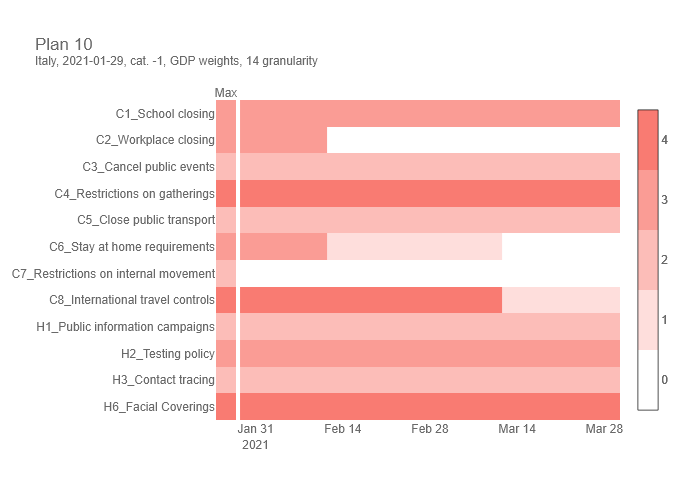 Plan 10
Italy, 2021-01-29, cat. -1, GDP weights, 14 granularity
Max
C1_School closing
C2_Workplace closing
C3_Cancel public events
C4_Restrictions on gatherings
C5_Close public transport
C6_Stay at home requirements
C7_Restrictions on internal movement
C8_International travel controls
H1_Public information campaigns
H2_Testing policy
H3_Contact tracing
H6_Facial Coverings
Jan 31 Feb 14 Feb 28 Mar 14 Mar 28
2021
4
3
2
1
0